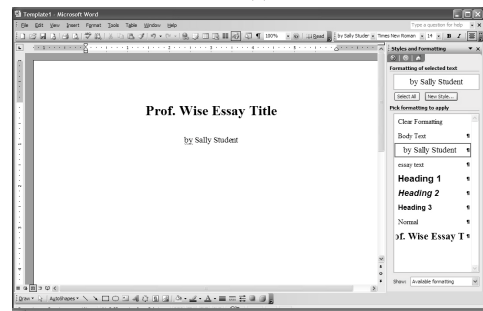 Template1 - Microsoft Word
File Edit View Insert Format Tools Table Window Help
Type a question for help
100%
Read
by Sally Studer
Times New Roman
14
B I
Styles and Formatting
Formatting of selected text
by Sally Student
Select All
New Style...
Pick formatting to apply
Clear Formatting
Body Text ¶
by Sally Student ¶
essay text ¶
Heading 1 ¶
Heading 2 ¶
Heading 3 ¶
Normal ¶
of. Wise Essay T ¶
Show: Available formatting
Prof. Wise Essay Title
by Sally Student
Draw AutoShapes